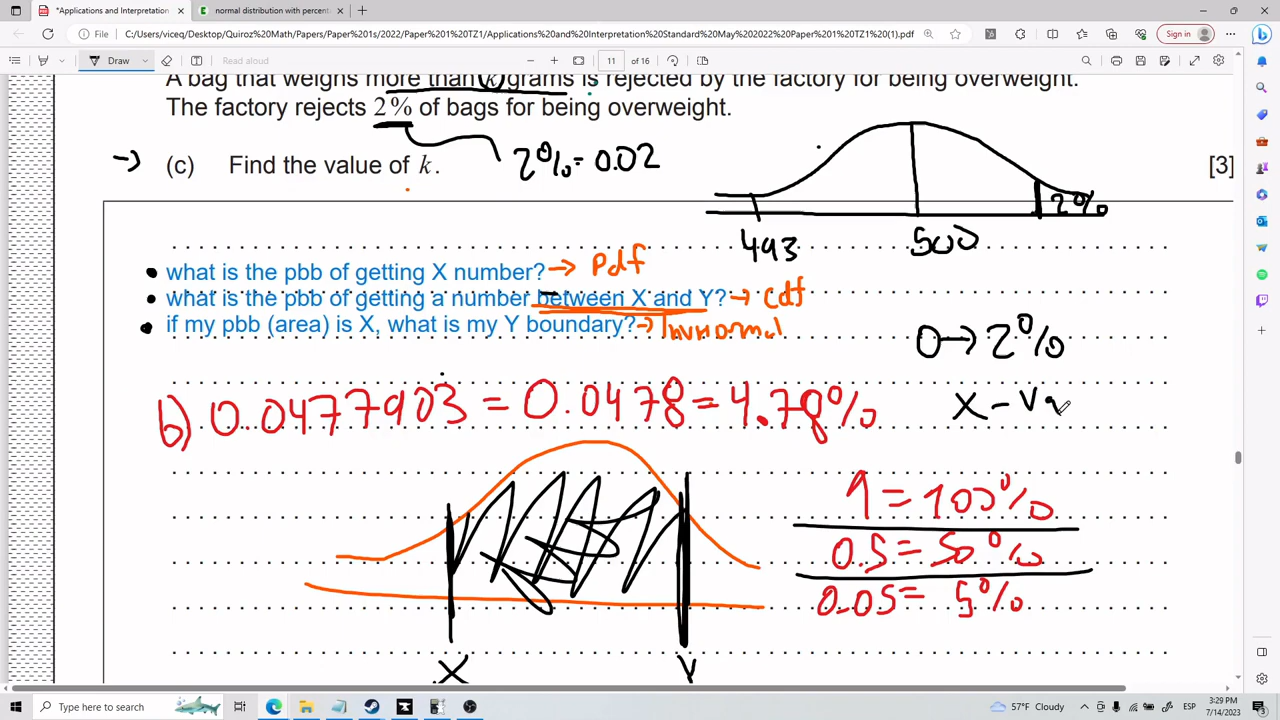 *Applications and Interpretation
normal distribution with percenta
File
C:/Users/viceq/Desktop/Quiroz%20Math/Papers/Paper%201s/2022/Paper%201%20TZ1%20/Applications%20and%20Interpretation%20Standard%20May%202022%20Paper%201%20TZ1%20(1).pdf
Sign in
Draw
Read aloud
11 of 16
A bag that weighs more than k grams is rejected by the factory for being overweight.
The factory rejects 2% of bags for being overweight.
(c) Find the value of k.
2% = 0.02
[3]
2%
493
500
what is the pbb of getting X number? → Pdf
what is the pbb of getting a number between X and Y? → Cdf
if my pbb (area) is X, what is my Y boundary? → InvNormal
0 → 2%
b) 0.0477903 = 0.0478 = 4.78%
X - Va
1 = 100%
0.5 = 50%
0.05 = 5%
X
Y
Type here to search
57°F Cloudy
ESP
3:29 PM
7/14/2023